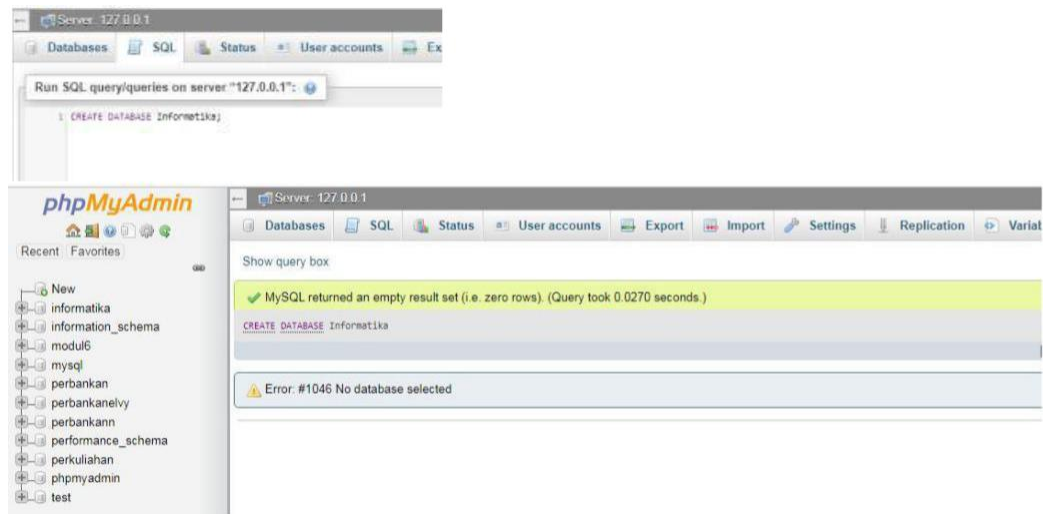 Server: 127.0.0.1
Databases SQL Status User accounts Ex
Run SQL query/queries on server "127.0.0.1":
1 CREATE DATABASE Informatika;
phpMyAdmin
Recent Favorites
New
informatika
information_schema
modul6
mysql
perbankan
perbankanelvy
perbankann
performance_schema
perkuliahan
phpmyadmin
test
Server: 127.0.0.1
Databases SQL Status User accounts Export Import Settings Replication Variab
Show query box
MySQL returned an empty result set (i.e. zero rows). (Query took 0.0270 seconds.)
CREATE DATABASE Informatika
Error: #1046 No database selected